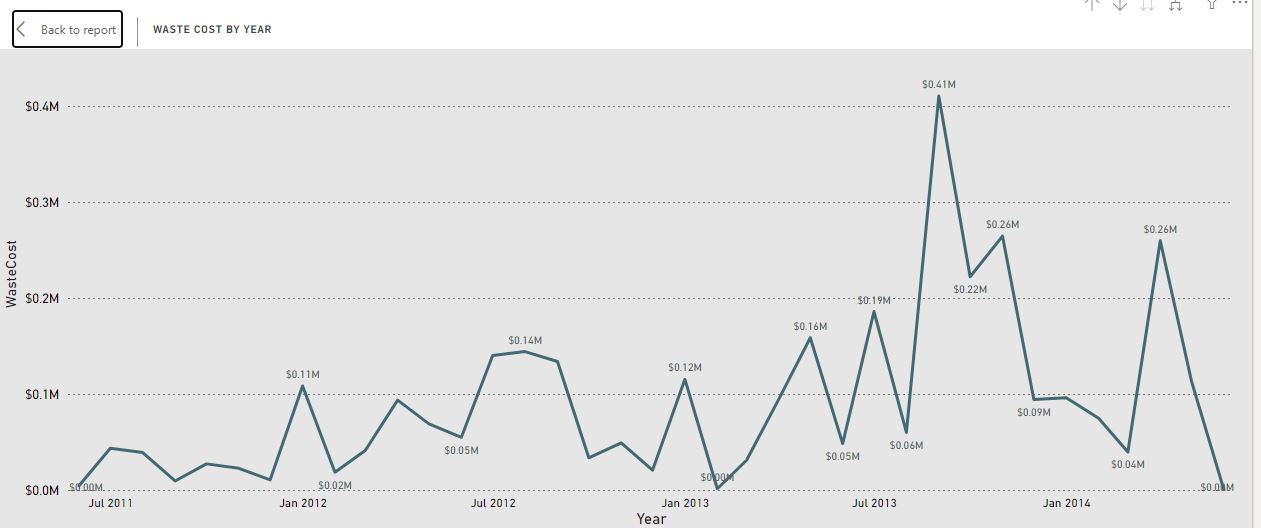 Back to report
WASTE COST BY YEAR
$0.41M
$0.4M
$0.3M
$0.26M
$0.26M
$0.22M
$0.2M
$0.19M
$0.16M
$0.14M
$0.12M
$0.11M
$0.1M
$0.09M
$0.05M
$0.05M
$0.06M
$0.04M
$0.00M
$0.02M
$0.00M
$0.00M
$0.0M
WasteCost
Jul 2011
Jan 2012
Jul 2012
Jan 2013
Jul 2013
Jan 2014
Year